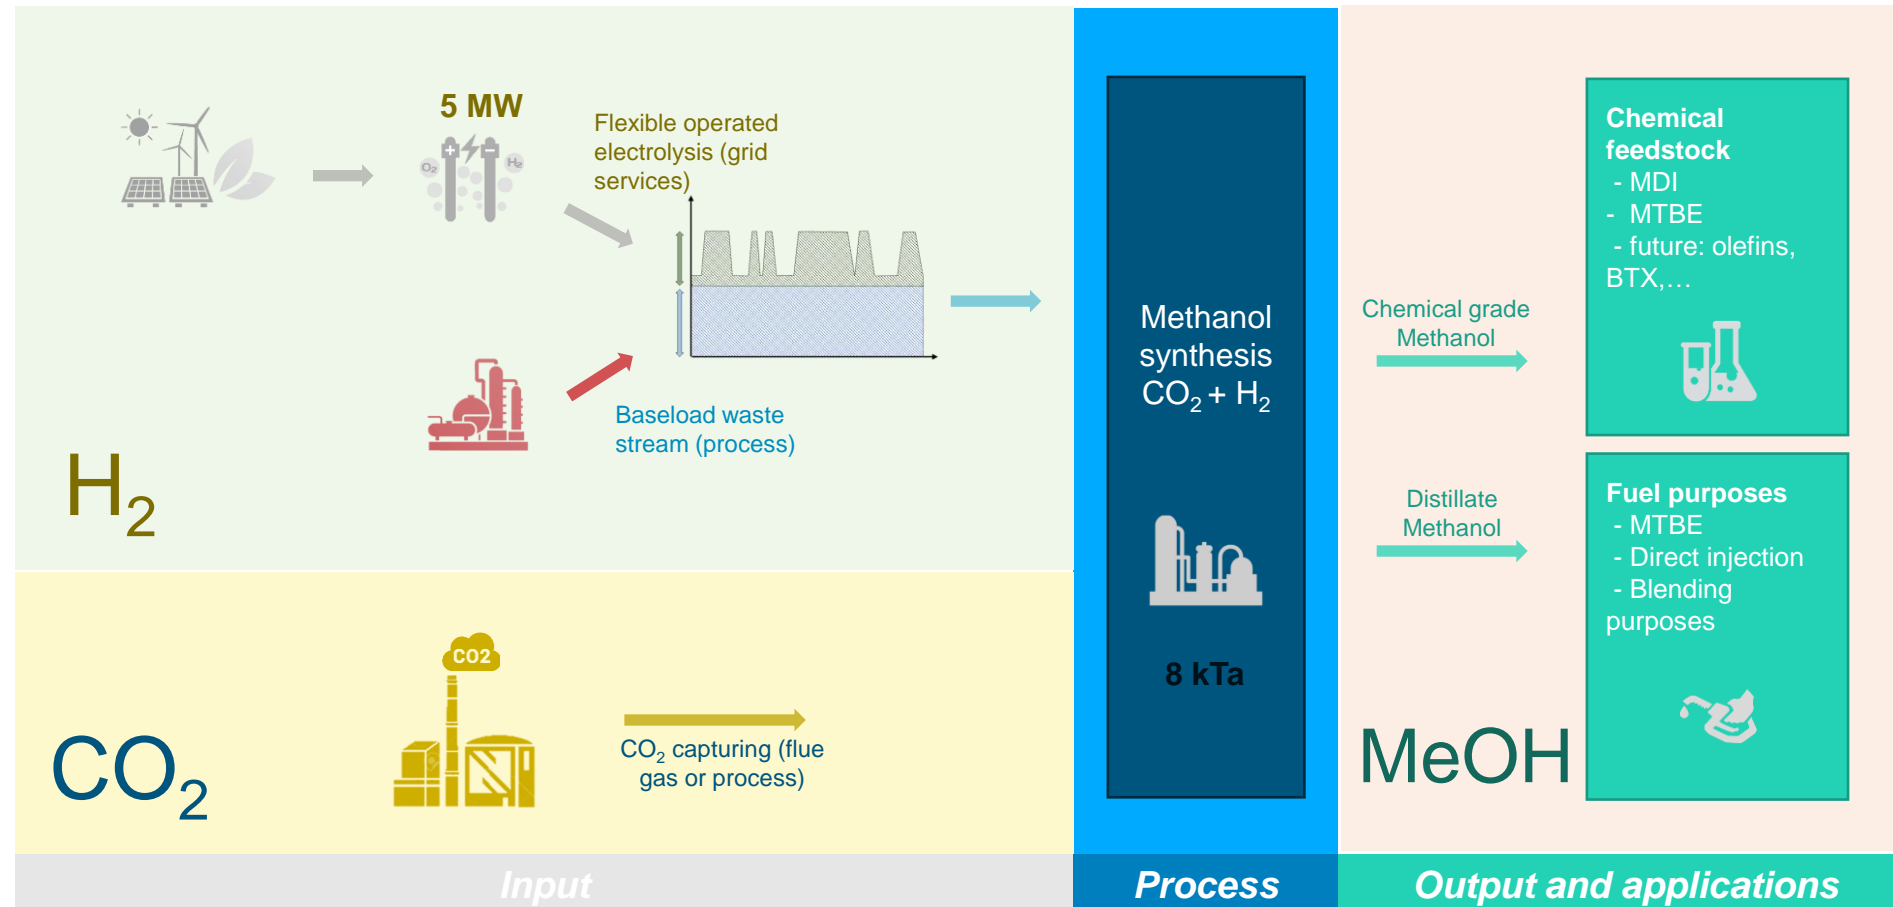 5 MW
+
-
O₂
H₂
Flexible operated
electrolysis (grid
services)
Baseload waste
stream (process)
H₂
CO2
CO₂ capturing (flue
gas or process)
CO₂
Input
Methanol
synthesis
CO₂ + H₂
8 kTa
Process
Chemical grade
Methanol
Distillate
Methanol
MeOH
Chemical
feedstock
- MDI
- MTBE
- future: olefins,
BTX,…
Fuel purposes
- MTBE
- Direct injection
- Blending
purposes
Output and applications